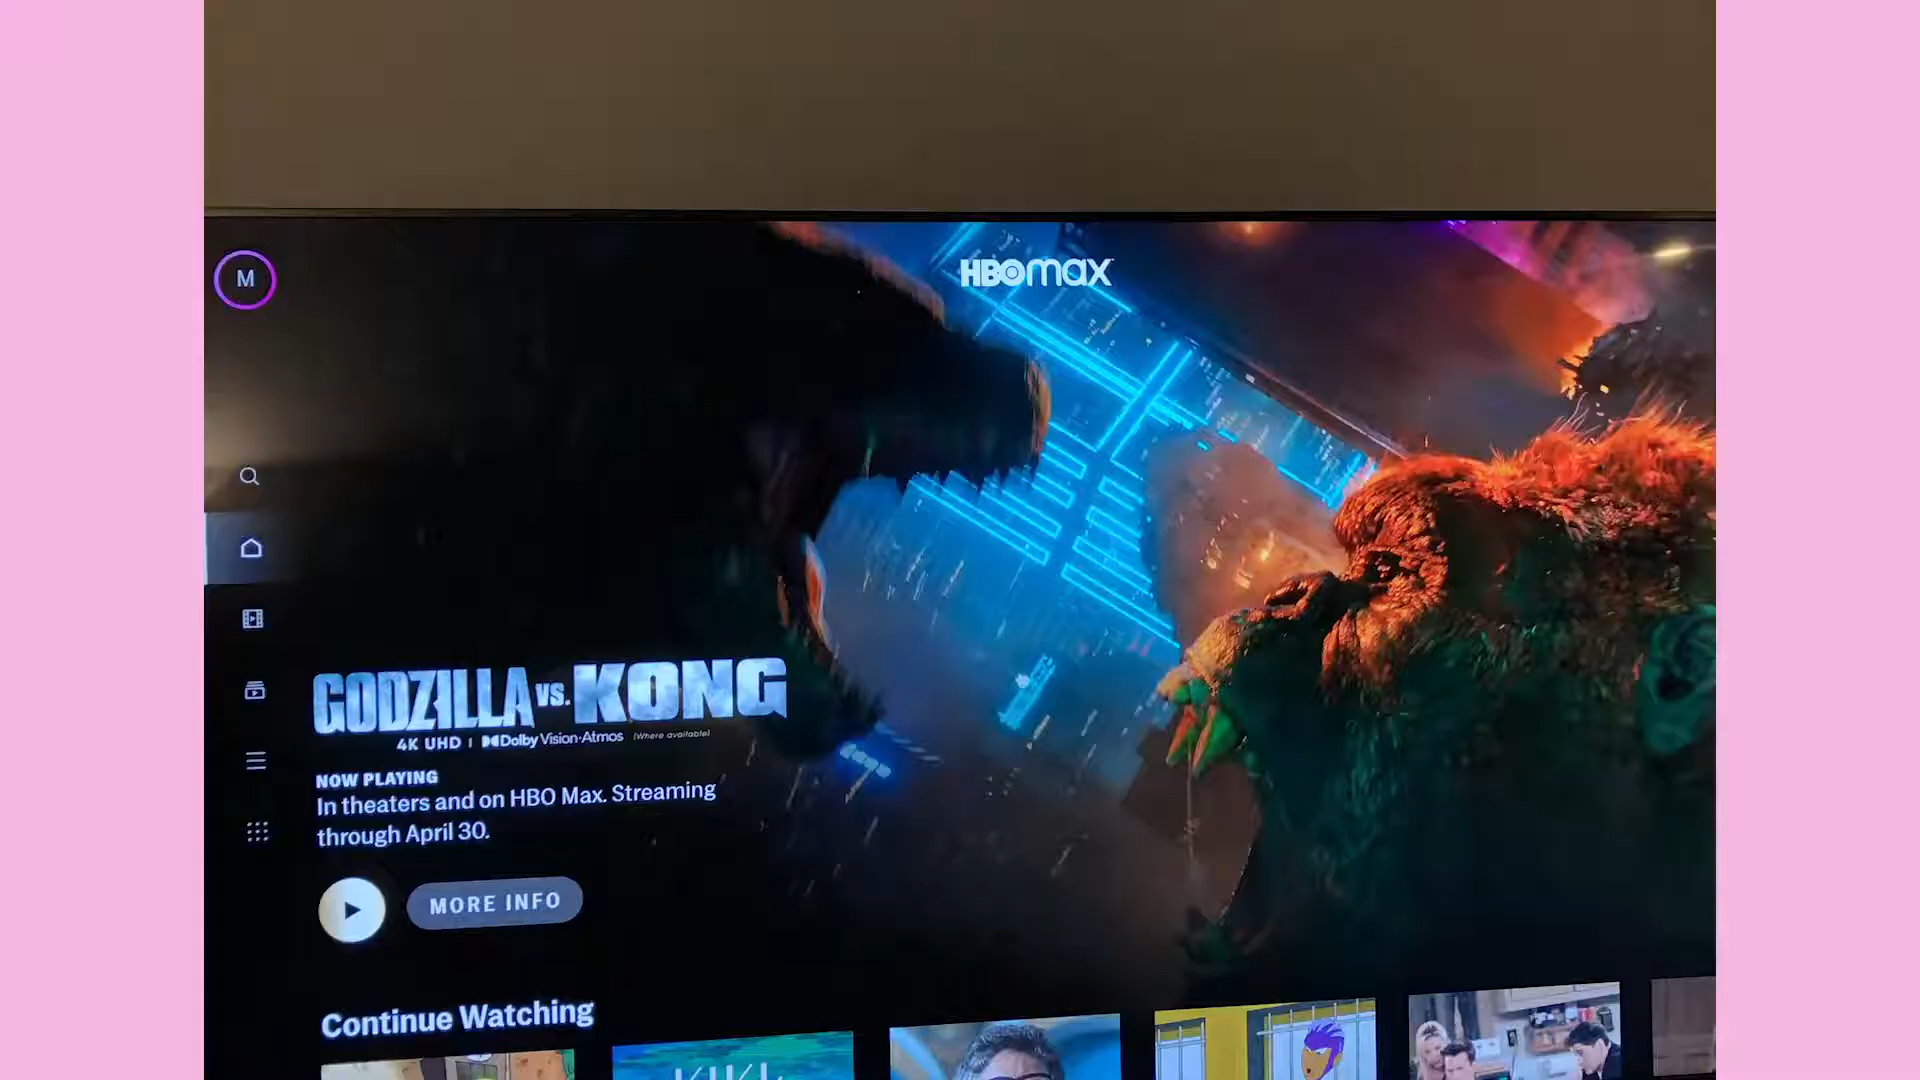 M
HBOmax
GODZILLA VS. KONG
4K UHD | Dolby Vision·Atmos (Where available)
NOW PLAYING
In theaters and on HBO Max. Streaming
through April 30.
MORE INFO
Continue Watching